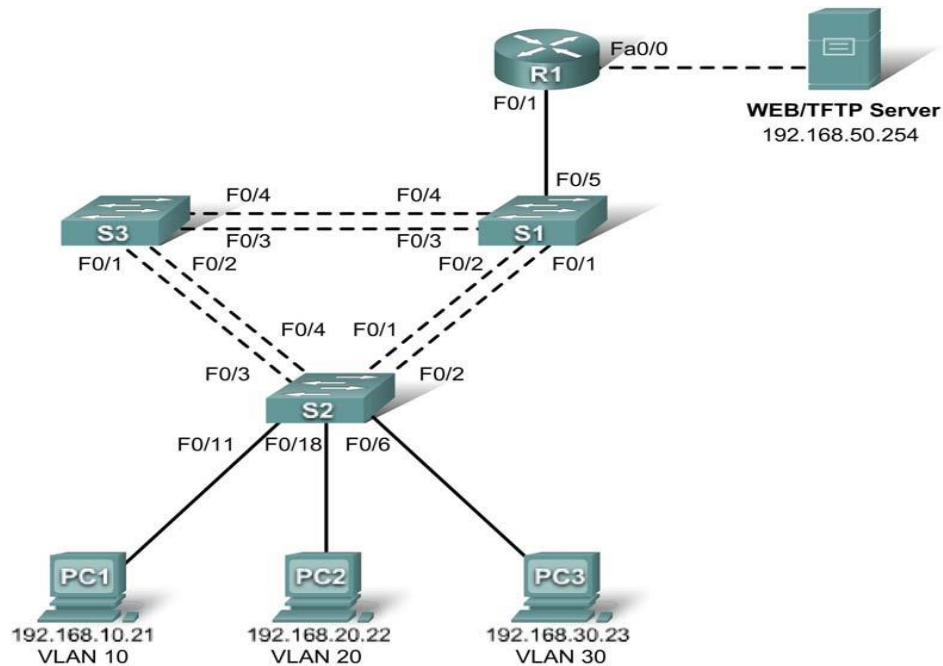 Fa0/0
R1
F0/1
WEB/TFTP Server
192.168.50.254
F0/5
F0/4
F0/4
S3
S1
F0/3
F0/3
F0/1
F0/2
F0/2
F0/1
F0/4
F0/1
F0/3
F0/2
S2
F0/11
F0/18
F0/6
PC1
PC2
PC3
192.168.10.21
192.168.20.22
192.168.30.23
VLAN 10
VLAN 20
VLAN 30